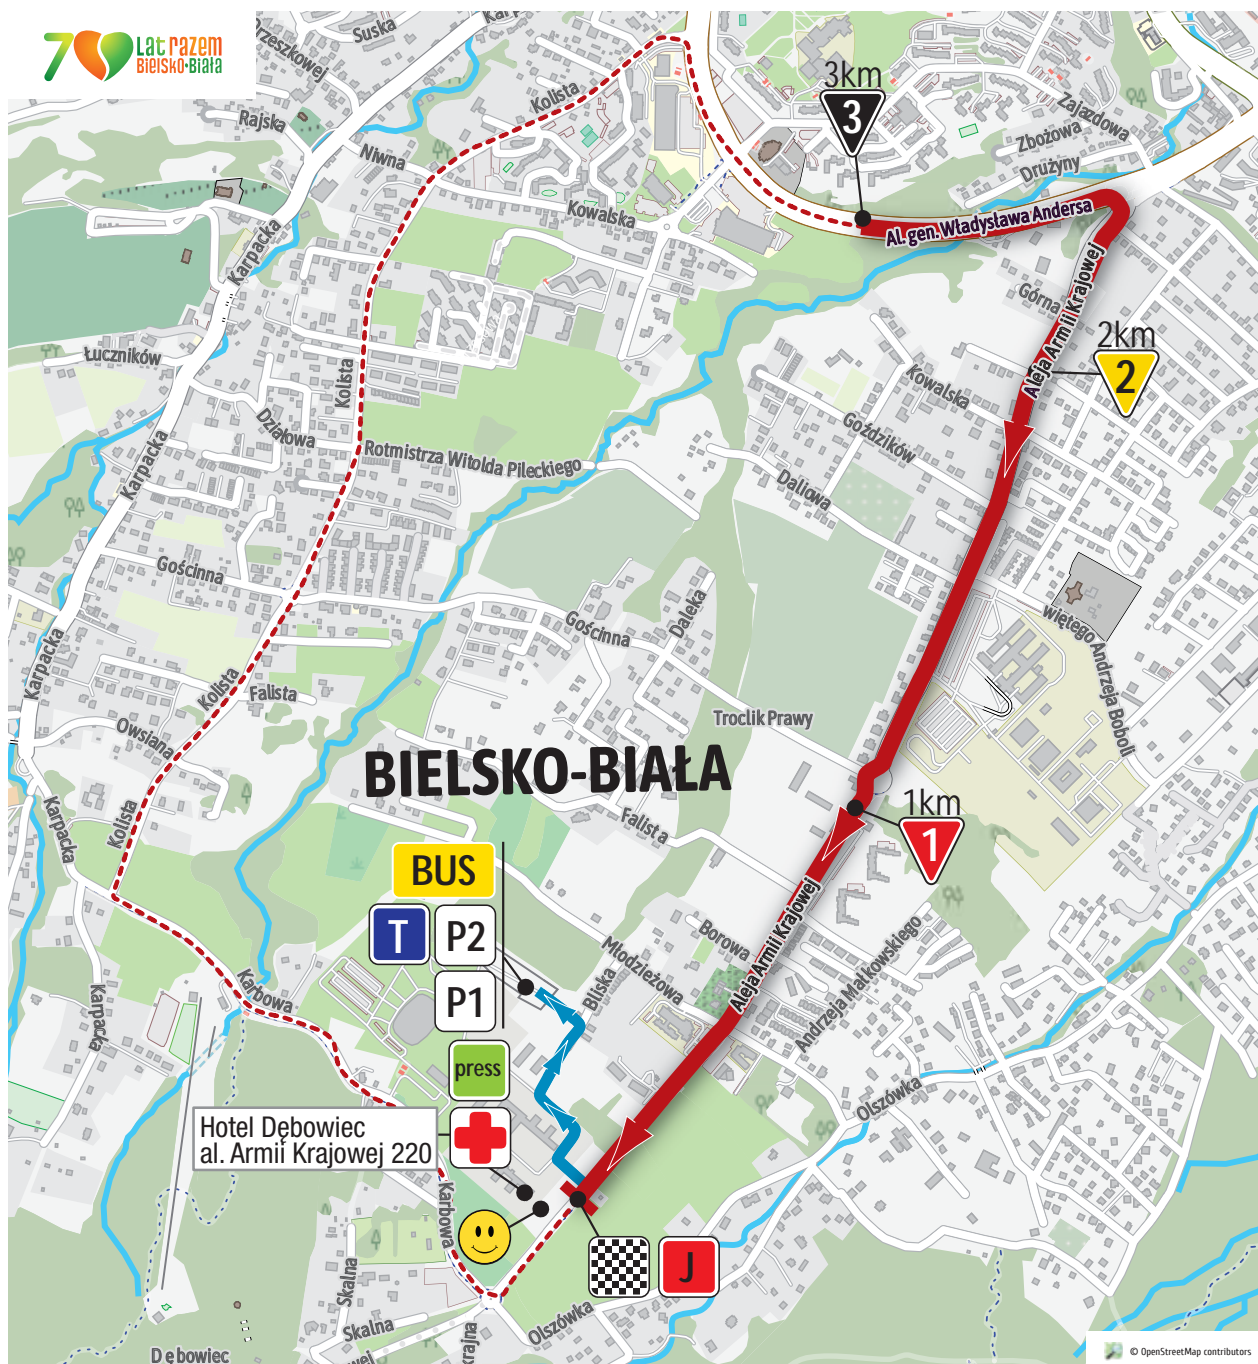 70 Lat razem
Bielsko-Biała
Suska
Karp
rzeszkowej
Rajska
Niwna
Kolista
Kowalska
3km
3
Zajazdowa
Zbożowa
Drużyny
Al. gen. Władysława Andersa
Karpacka
Aleja Armii Krajowej
Górna
2km
2
Łuczników
Kolista
Działowa
Kowalska
Goździków
Karpacka
Rotmistrza Witolda Pileckiego
Daliowa
Gościnna
Gościnna
Daleka
więtego Andrzeja Boboli
Karpacka
Kolista
Falista
Owsiana
Troclik Prawy
BIELSKO-BIAŁA
Karpacka
Kolista
Falista
1km
1
BUS
T
P2
P1
Borowa
Aleja Armii Krajowej
Młodzieżowa
Bliska
Andrzeja Małkowskiego
Karbowa
Karpacka
press
Olszówka
Hotel Dębowiec
al. Armii Krajowej 220
Karbowa
J
Skalna
Skalna
Olszówka
krajna
wej
Dębowiec
© OpenStreetMap contributors